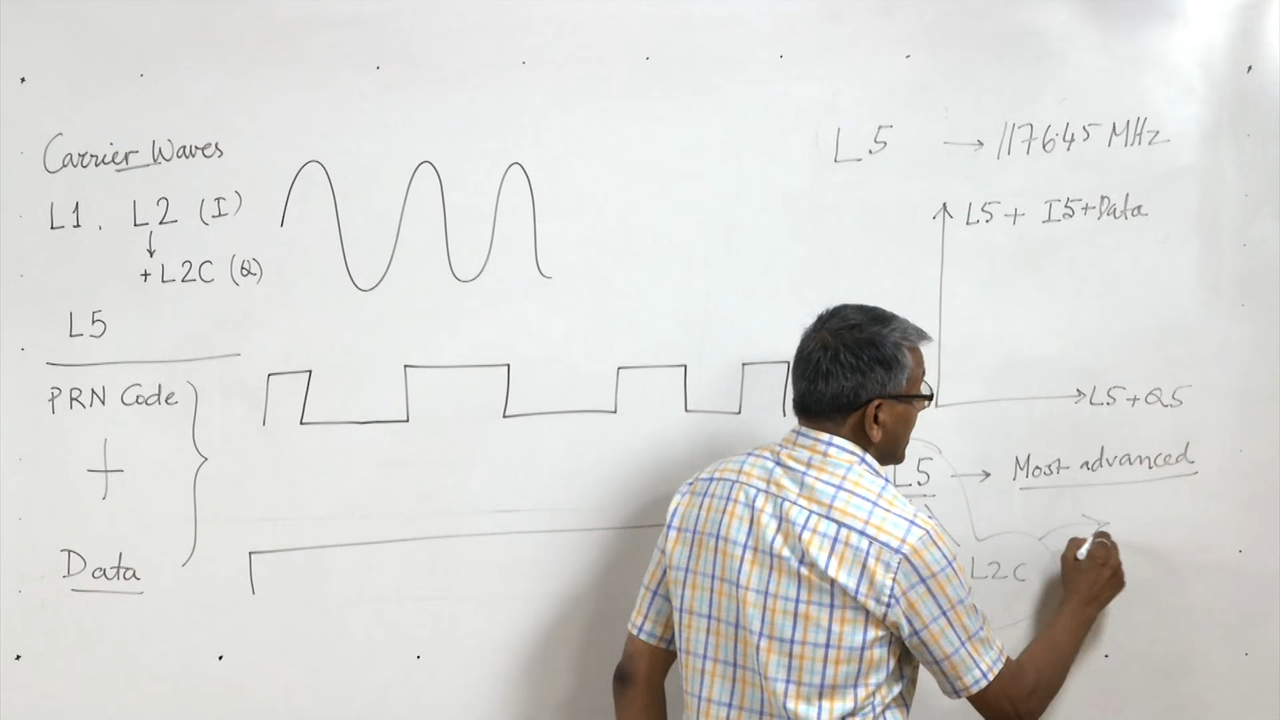 Carrier Waves
L1, L2 (I)
+ L2C (Q)
L5
PRN Code
+
Data
L5 → 1176.45 MHz
L5 + I5+Data
L5+Q5
L5 → Most advanced
L2C